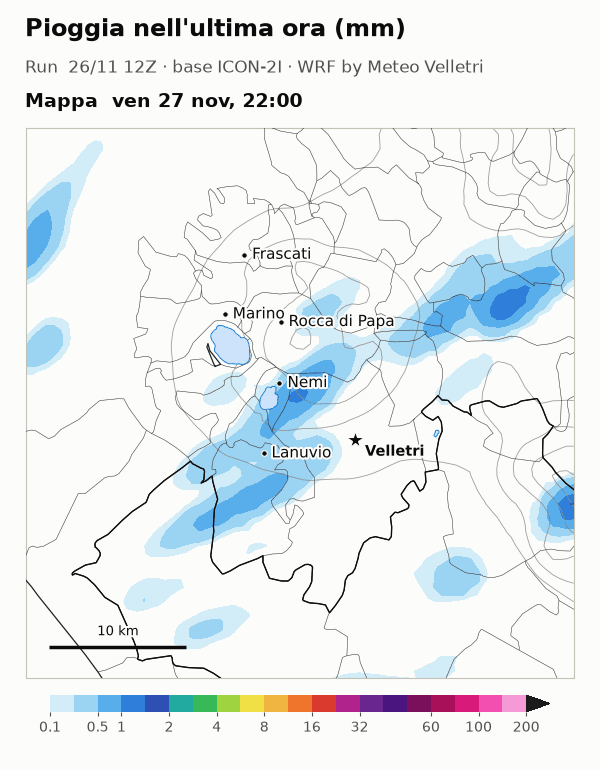 Pioggia nell'ultima ora (mm)
Run  26/11 12Z · base ICON-2I · WRF by Meteo Velletri
Mappa  ven 27 nov, 22:00
Frascati
Marino
Rocca di Papa
Nemi
Velletri
Lanuvio
10 km
0.1 0.5 1 2 4 8 16 32 60 100 200